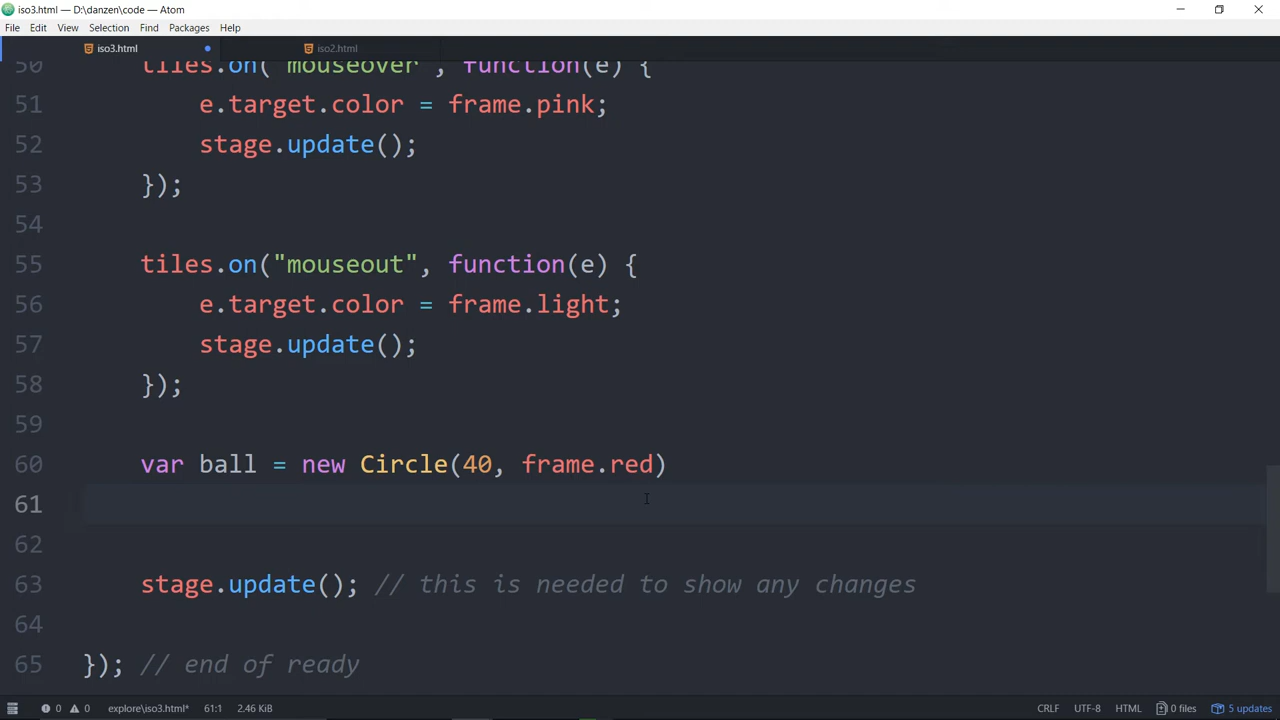 iso3.html — D:\danzen\code — Atom
File Edit View Selection Find Packages Help
iso3.html iso2.html
50 tiles.on("mouseover", function(e) {
51 e.target.color = frame.pink;
52 stage.update();
53 });
54
55 tiles.on("mouseout", function(e) {
56 e.target.color = frame.light;
57 stage.update();
58 });
59
60 var ball = new Circle(40, frame.red)
61
62
63 stage.update(); // this is needed to show any changes
64
65 }); // end of ready
0 0 explore\iso3.html* 61:1 2.46 KiB CRLF UTF-8 HTML 0 files 5 updates